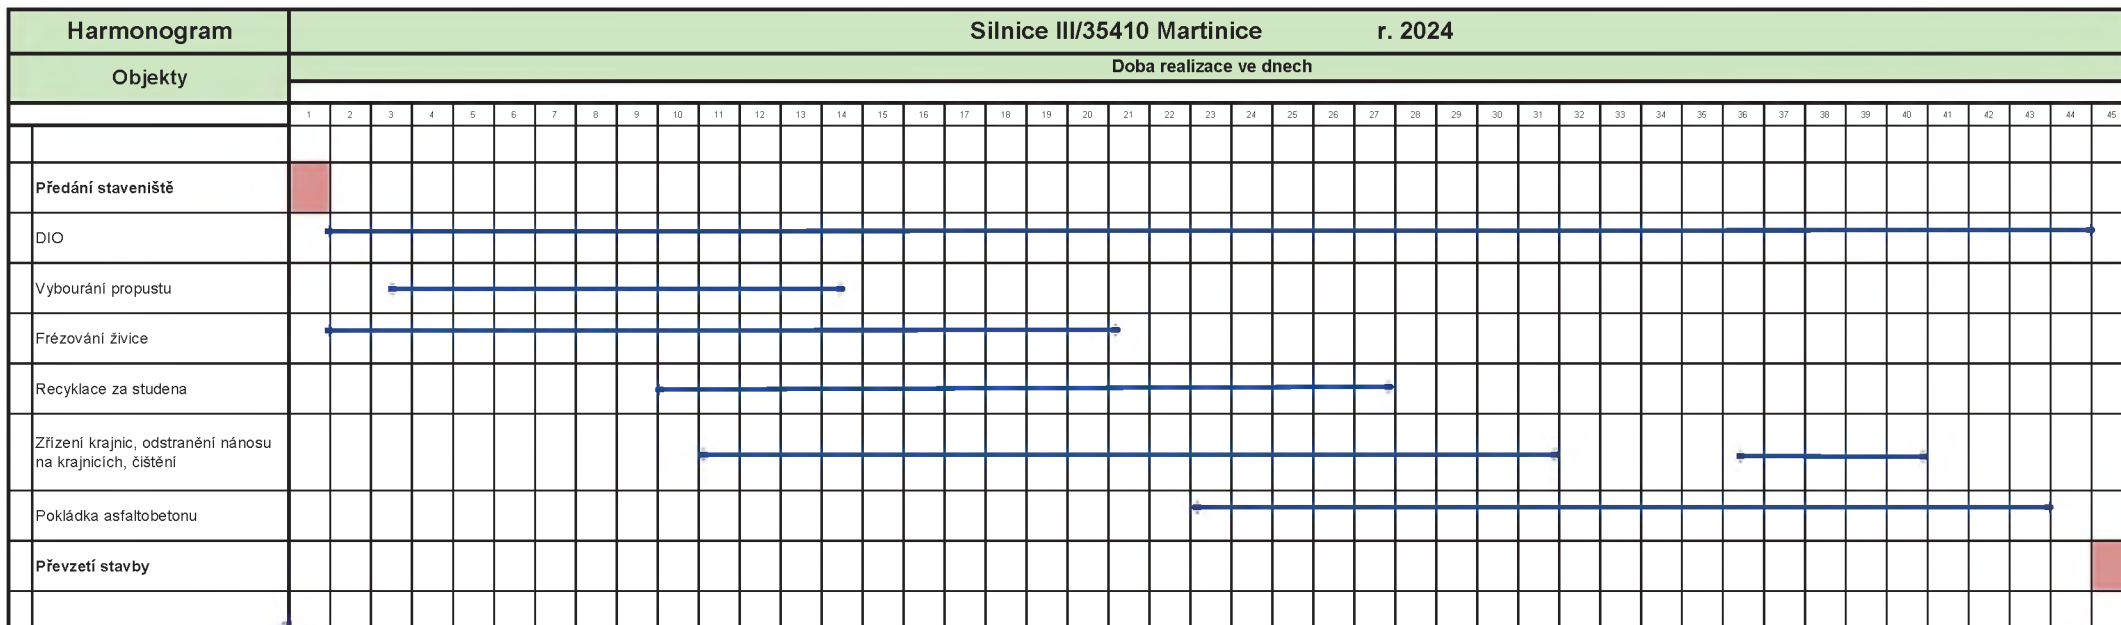 Harmonogram
Silnice III/35410 Martinice r. 2024
Objekty
Doba realizace ve dnech
1 2 3 4 5 6 7 8 9 10 11 12 13 14 15 16 17 18 19 20 21 22 23 24 25 26 27 28 29 30 31 32 33 34 35 36 37 38 39 40 41 42 43 44 45
Předání staveniště
DIO
Vybourání propustu
Frézování živice
Recyklace za studena
Zřízení krajnic, odstranění nánosu
na krajnicích, čištění
Pokládka asfaltobetonu
Převzetí stavby